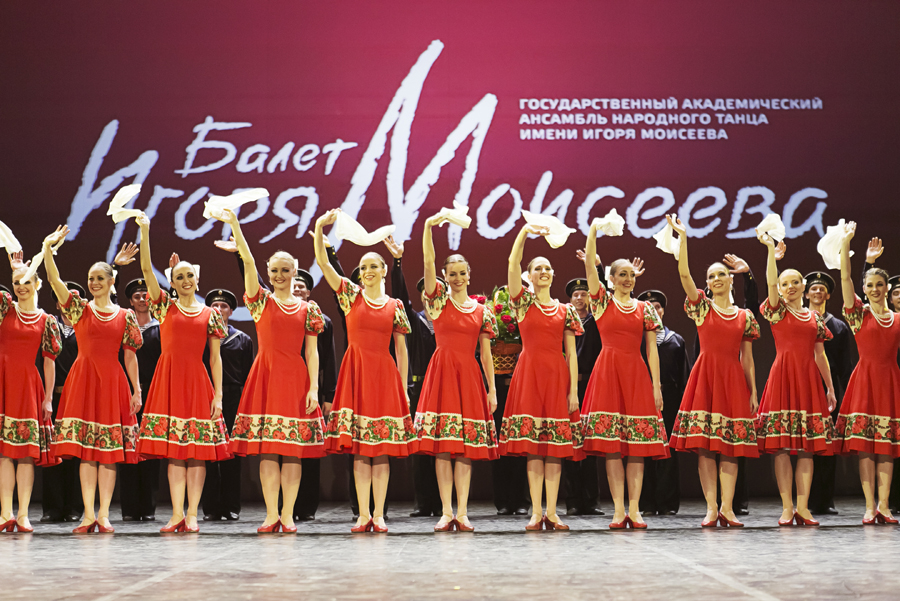 Балет
Игоря Моисеева
ГОСУДАРСТВЕННЫЙ АКАДЕМИЧЕСКИЙ
АНСАМБЛЬ НАРОДНОГО ТАНЦА
ИМЕНИ ИГОРЯ МОИСЕЕВА